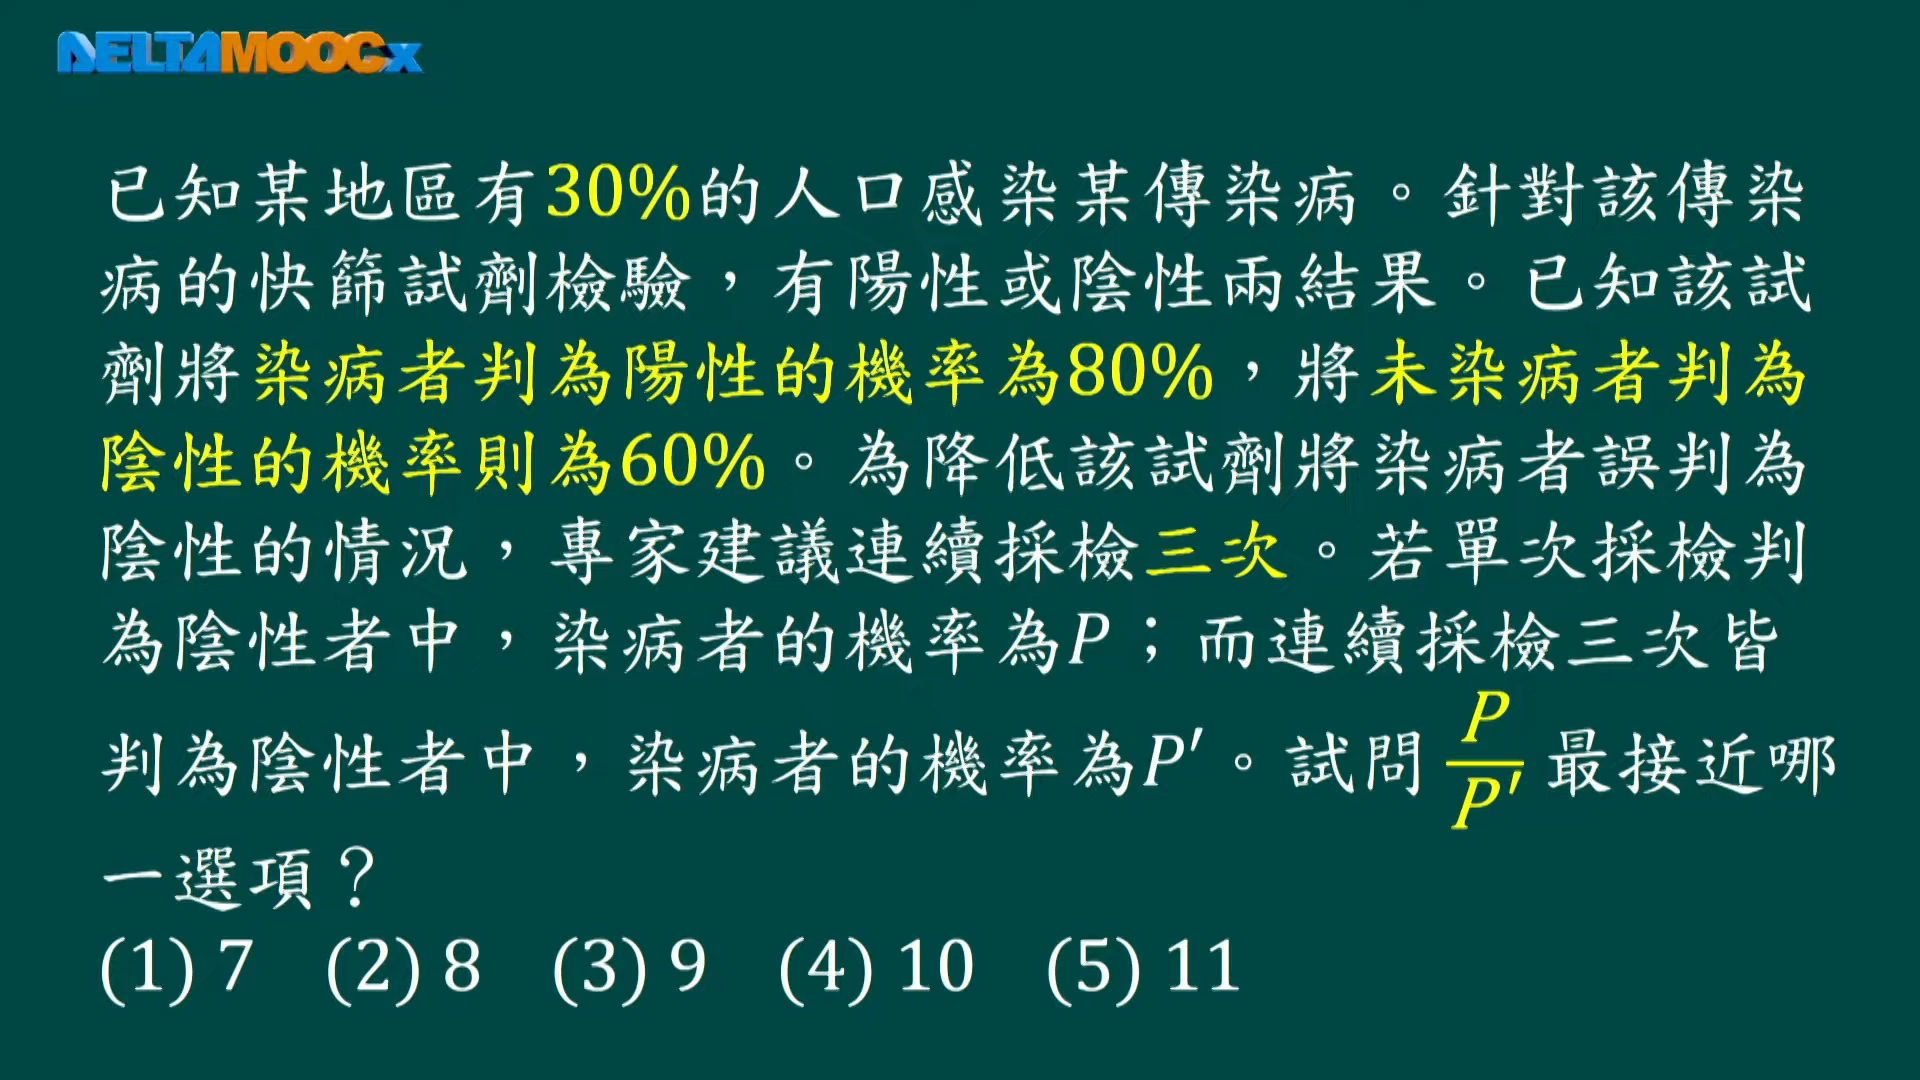 DELTAMOOCx
已知某地區有30%的人口感染某傳染病。針對該傳染
病的快篩試劑檢驗，有陽性或陰性兩結果。已知該試
劑將染病者判為陽性的機率為80%，將未染病者判為
陰性的機率則為60%。為降低該試劑將染病者誤判為
陰性的情況，專家建議連續採檢三次。若單次採檢判
為陰性者中，染病者的機率為P；而連續採檢三次皆
判為陰性者中，染病者的機率為P′。試問 P/P′ 最接近哪
一選項？
(1) 7 (2) 8 (3) 9 (4) 10 (5) 11